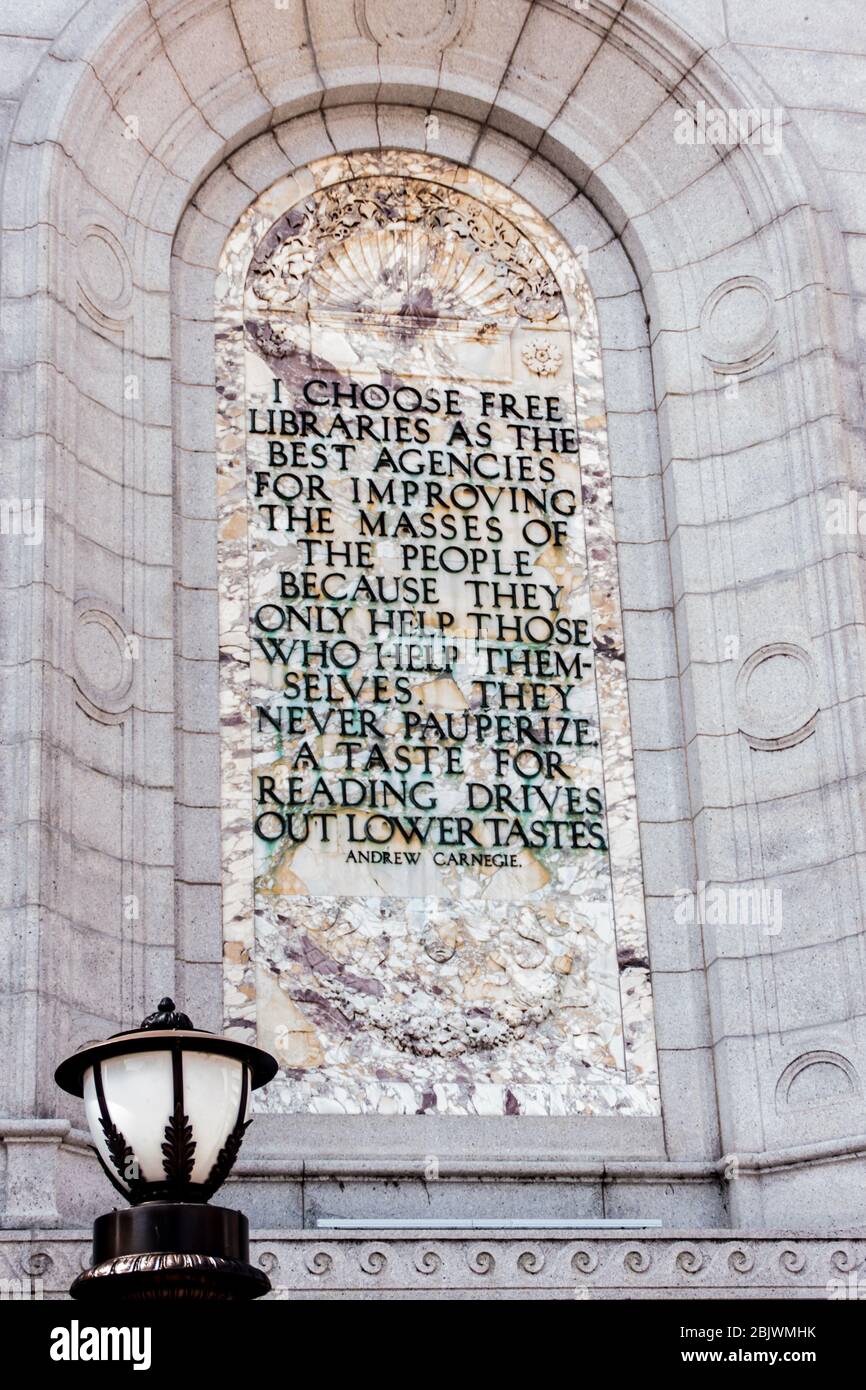 I CHOOSE FREE
LIBRARIES AS THE
BEST AGENCIES
FOR IMPROVING
THE MASSES OF
THE PEOPLE
BECAUSE THEY
ONLY HELP THOSE
WHO HELP THEM-
SELVES. THEY
NEVER PAUPERIZE.
A TASTE FOR
READING DRIVES
OUT LOWER TASTES.
ANDREW CARNEGIE.
alamy
Image ID: 2BJWMHK
www.alamy.com